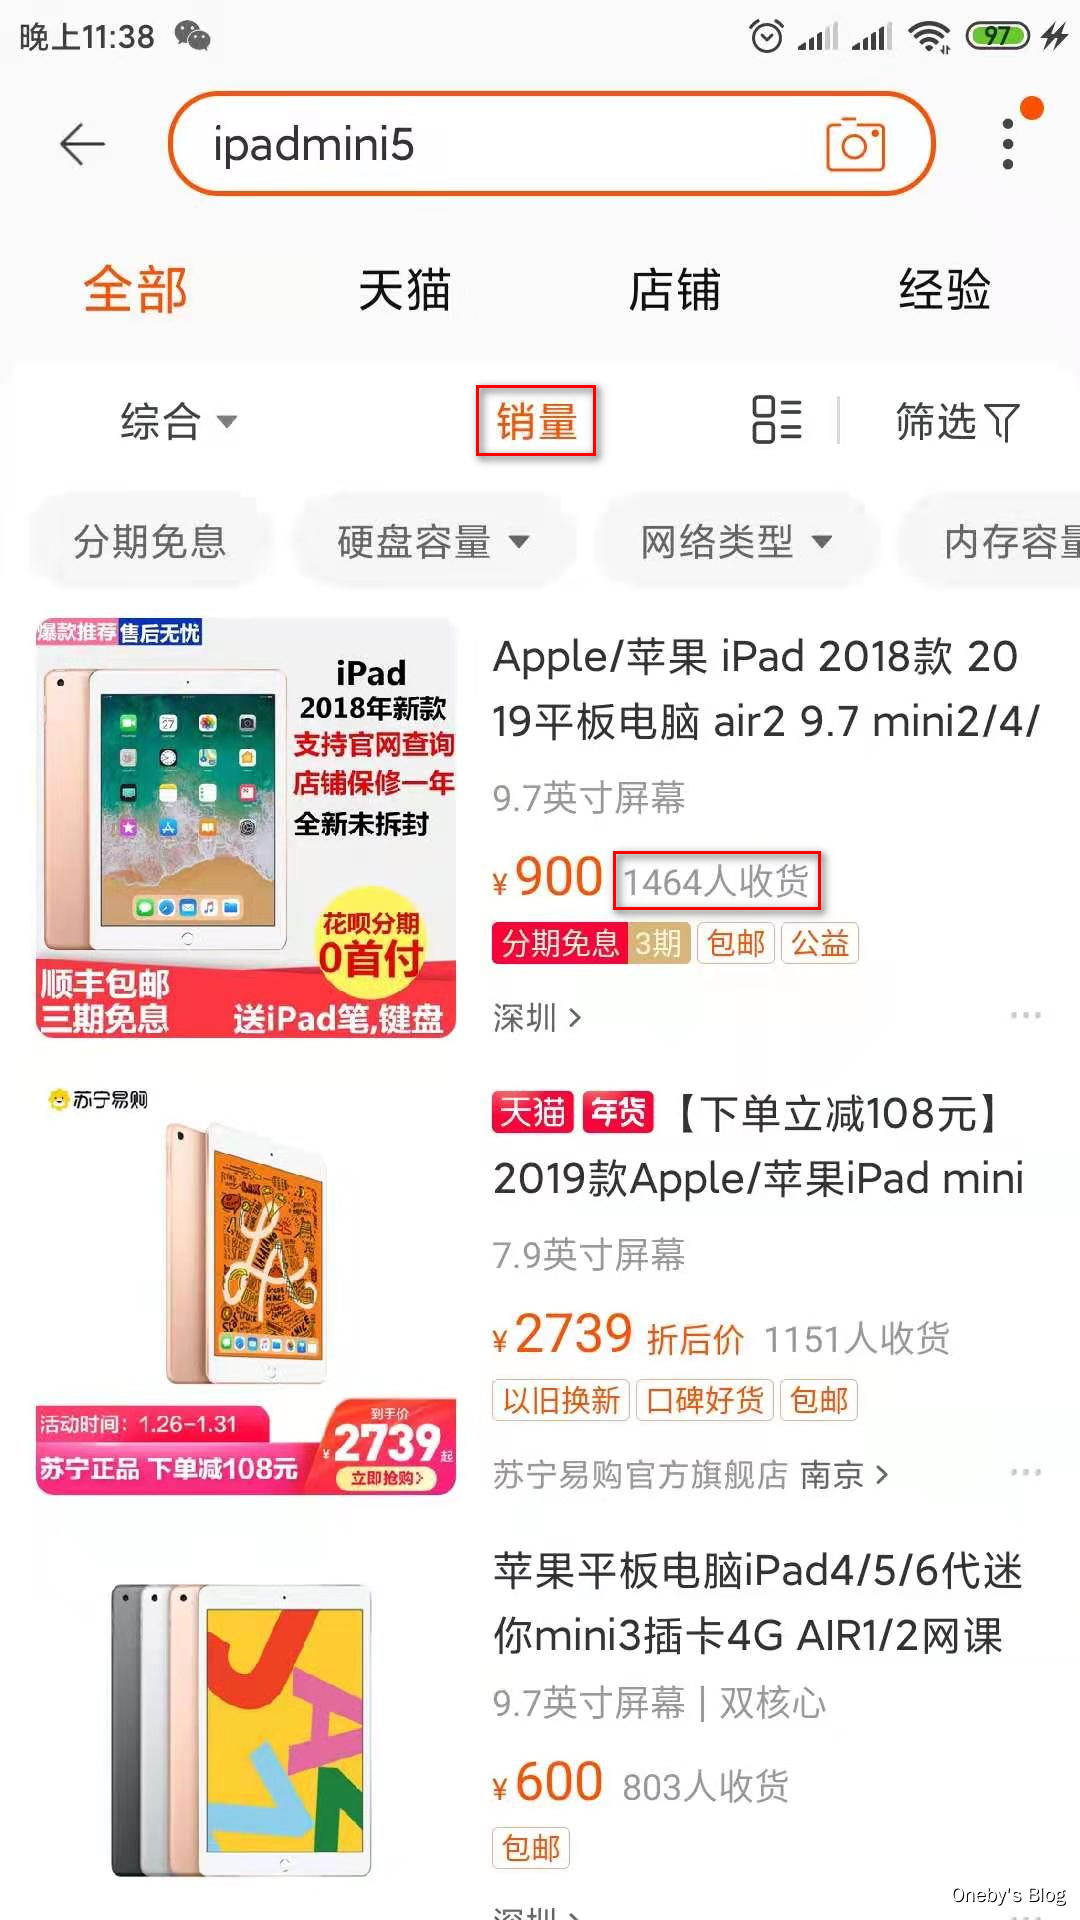 晚上11:38
97
ipadmini5
全部
天猫
店铺
经验
综合
销量
筛选
分期免息
硬盘容量
网络类型
内存容量
爆款推荐 售后无忧
iPad
2018年新款
支持官网查询
店铺保修一年
全新未拆封
花呗分期
0首付
顺丰包邮
三期免息
送iPad笔,键盘
Apple/苹果 iPad 2018款 20
19平板电脑 air2 9.7 mini2/4/
9.7英寸屏幕
¥900 1464人收货
分期免息 3期 包邮 公益
深圳 >
苏宁易购
活动时间：1.26-1.31
苏宁正品 下单减108元
到手价
¥2739起
立即抢购>
天猫 年货 【下单立减108元】
2019款Apple/苹果iPad mini
7.9英寸屏幕
¥2739 折后价 1151人收货
以旧换新 口碑好货 包邮
苏宁易购官方旗舰店 南京 >
苹果平板电脑iPad4/5/6代迷
你mini3插卡4G AIR1/2网课
9.7英寸屏幕 | 双核心
¥600 803人收货
包邮
深圳 >
Oneby's Blog